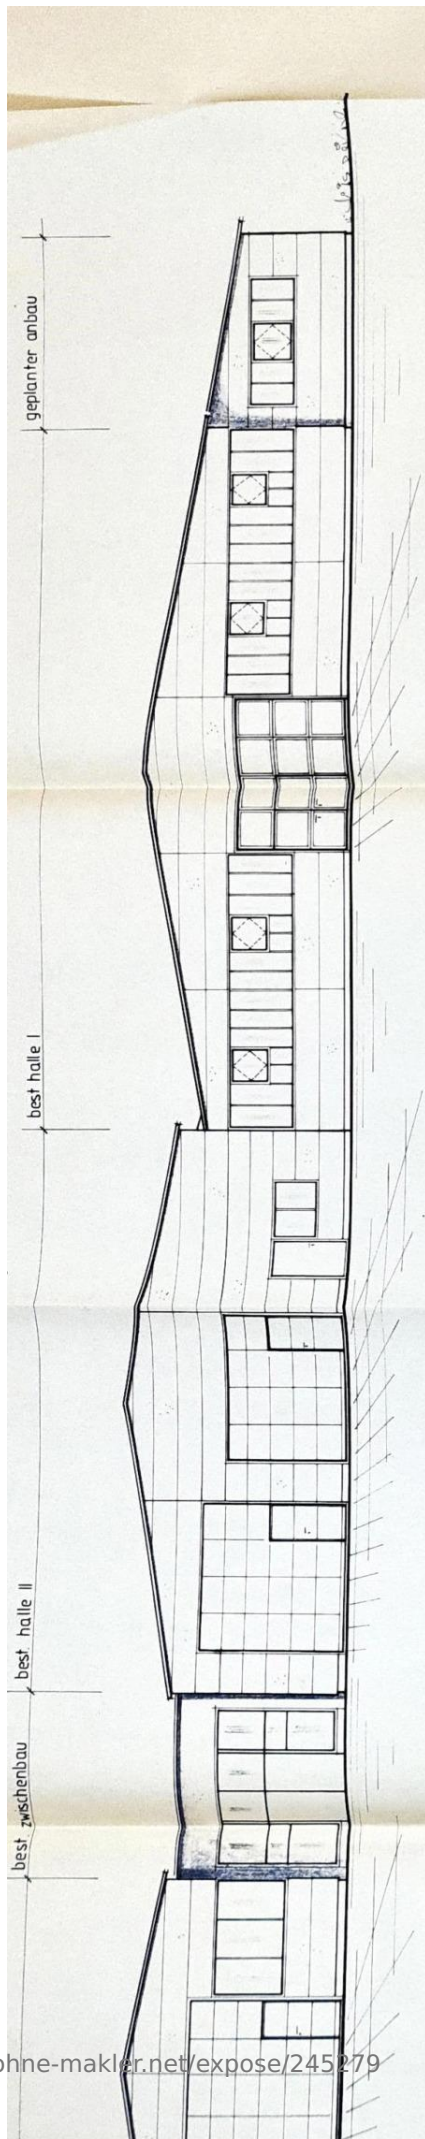 best. zwischenbau
best. halle II
best halle I
geplanter anbau
ohne-makler.net/expose/245279